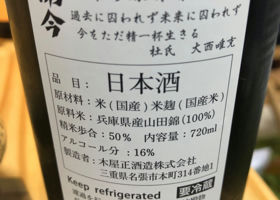 而今
過去に囚われず未来に囚われず
今をただ精一杯生きる
杜氏 大西唯克
品目：日本酒
原材料：米(国産)米麹(国産米)
原料米：兵庫県産山田錦(100%)
精米歩合：50% 内容量：720ml
アルコール分：16%
製造者：木屋正酒造株式会社
三重県名張市本町314番地1
Keep refrigerated
要冷蔵